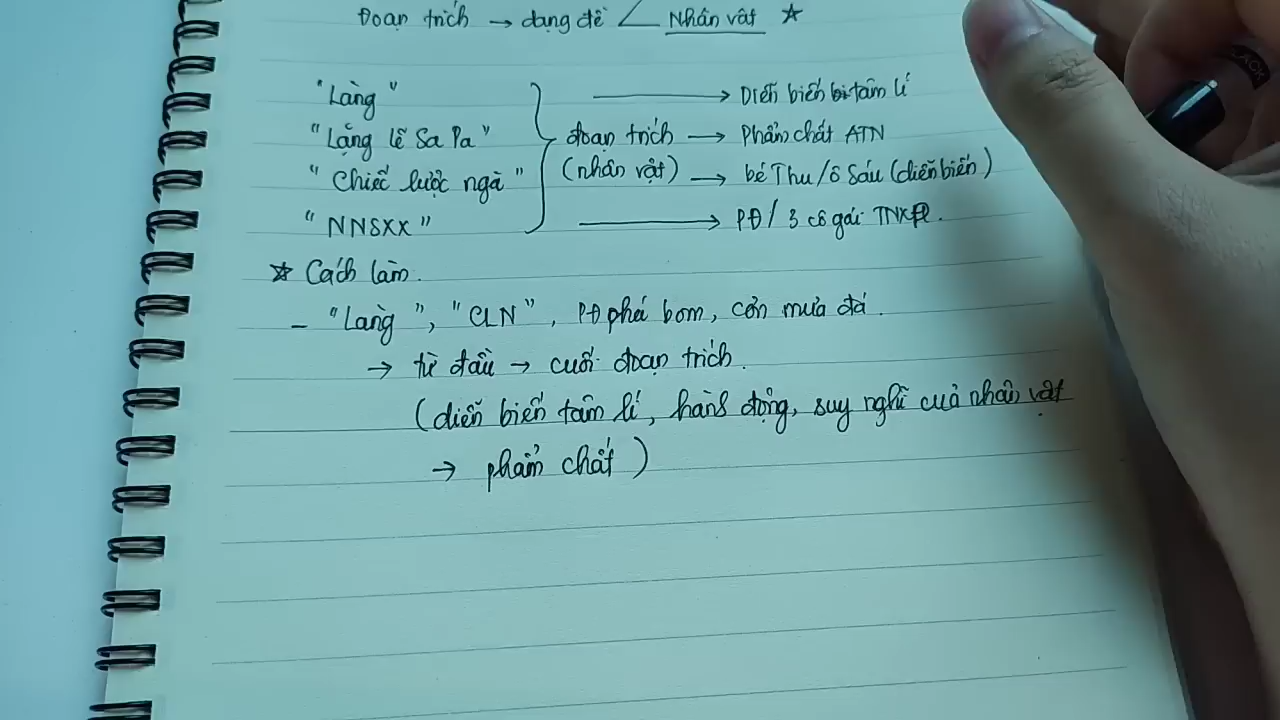 Đoạn trích → dạng đề < Nhân vật ☆
"Làng" → Diễn biến tâm lí
"Lặng lẽ Sa Pa" đoạn trích → Phẩm chất ATN
"Chiếc lược ngà" (nhân vật) → bé Thu/ô Sáu (diễn biến)
"NNSXX" → PĐ/ 3 cô gái TNXP.
☆ Cách làm.
- "Làng", "CLN", PĐ phá bom, cơn mưa đá.
→ từ đầu → cuối đoạn trích.
(diễn biến tâm lí, hành động, suy nghĩ của nhân vật
→ phẩm chất)